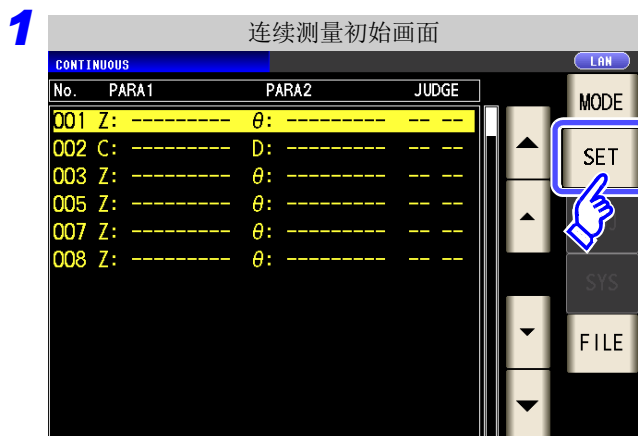 1
连续测量初始画面
CONTINUOUS
LAN
No. PARA1 PARA2 JUDGE
001 Z: --------- θ: --------- -- --
002 C: --------- D: --------- -- --
003 Z: --------- θ: --------- -- --
005 Z: --------- θ: --------- -- --
007 Z: --------- θ: --------- -- --
008 Z: --------- θ: --------- -- --
MODE
SET
SYS
FILE